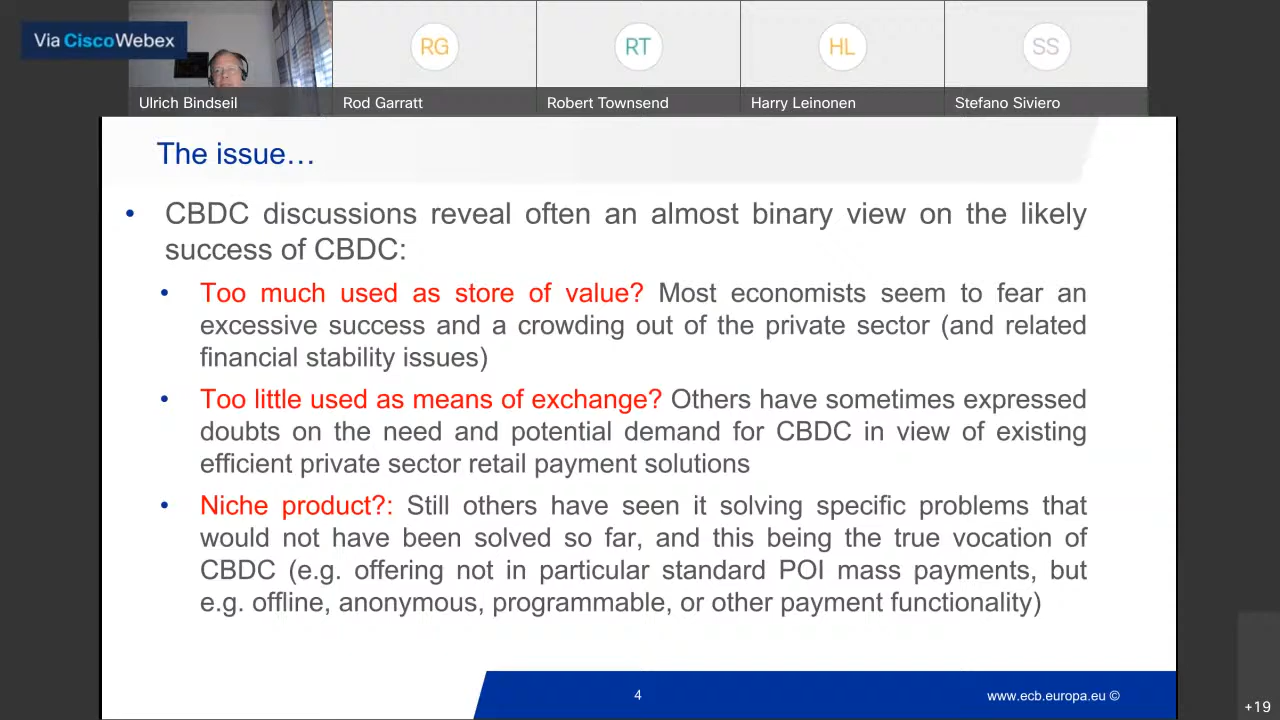 Via Cisco Webex
RG
RT
HL
SS
Ulrich Bindseil
Rod Garratt
Robert Townsend
Harry Leinonen
Stefano Siviero
The issue…
• CBDC discussions reveal often an almost binary view on the likely
success of CBDC:
• Too much used as store of value? Most economists seem to fear an
excessive success and a crowding out of the private sector (and related
financial stability issues)
• Too little used as means of exchange? Others have sometimes expressed
doubts on the need and potential demand for CBDC in view of existing
efficient private sector retail payment solutions
• Niche product?: Still others have seen it solving specific problems that
would not have been solved so far, and this being the true vocation of
CBDC (e.g. offering not in particular standard POI mass payments, but
e.g. offline, anonymous, programmable, or other payment functionality)
4
www.ecb.europa.eu ©
+19